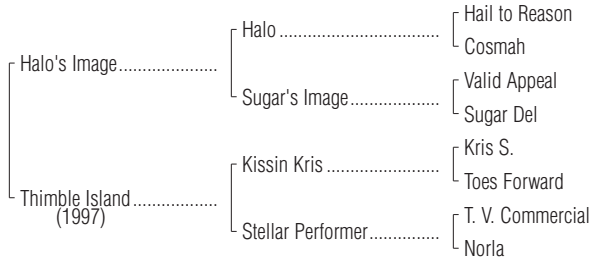 Hail to Reason
Halo ................................
Cosmah
Halo's Image....................
Valid Appeal
Sugar's Image..................
Sugar Del
Kris S.
Kissin Kris .......................
Toes Forward
Thimble Island.................
(1997)
T. V. Commercial
Stellar Performer..............
Norla